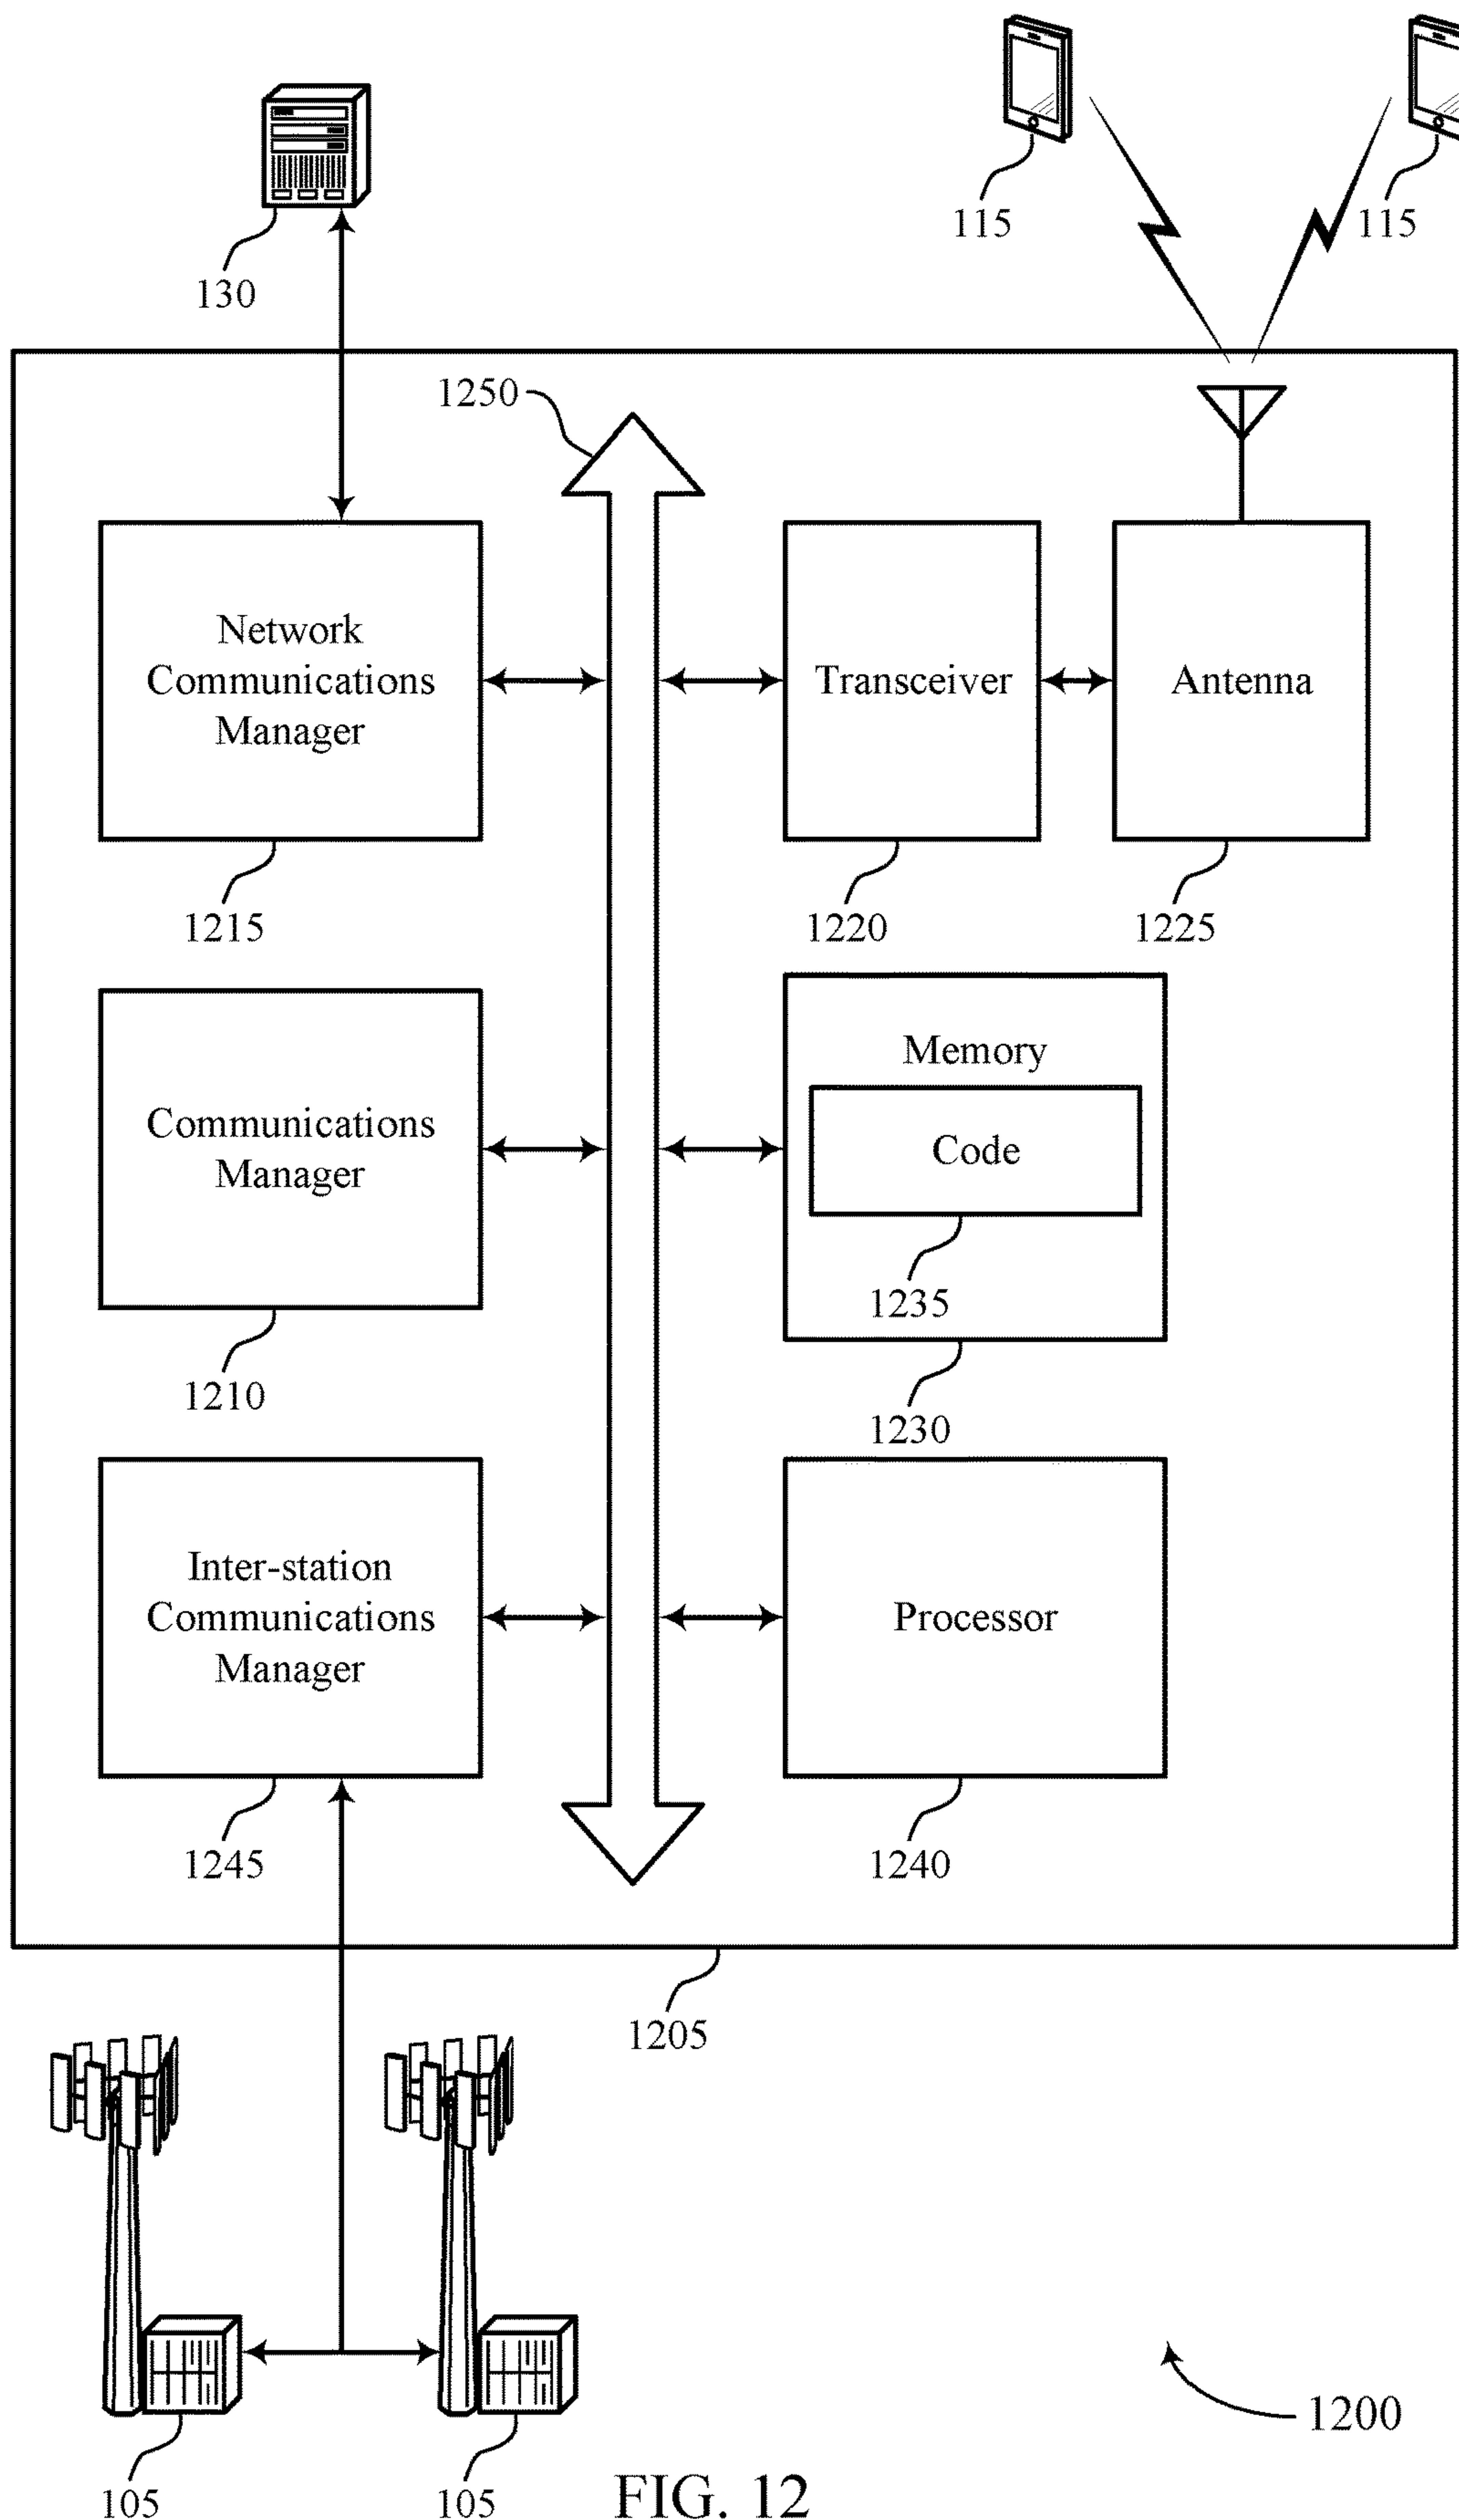 115
115
130
1250
Network
Communications
Manager
Transceiver
Antenna
1215
1220
1225
Communications
Manager
Memory
Code
1235
1210
1230
Inter-station
Communications
Manager
Processor
1245
1240
1205
1200
105
105
FIG. 12